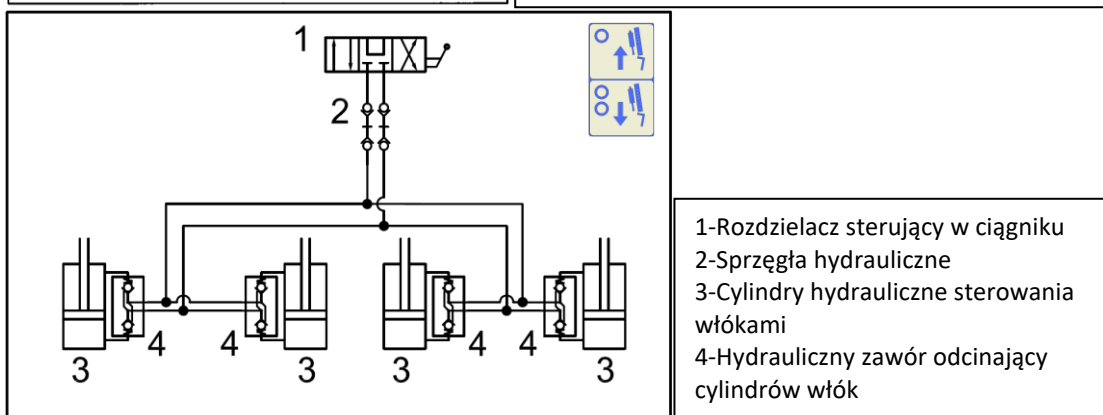 1
2
3
4
4
3
3
4
4
3
1-Rozdzielacz sterujący w ciągniku
2-Sprzęgła hydrauliczne
3-Cylindry hydrauliczne sterowania
włókami
4-Hydrauliczny zawór odcinający
cylindrów włók